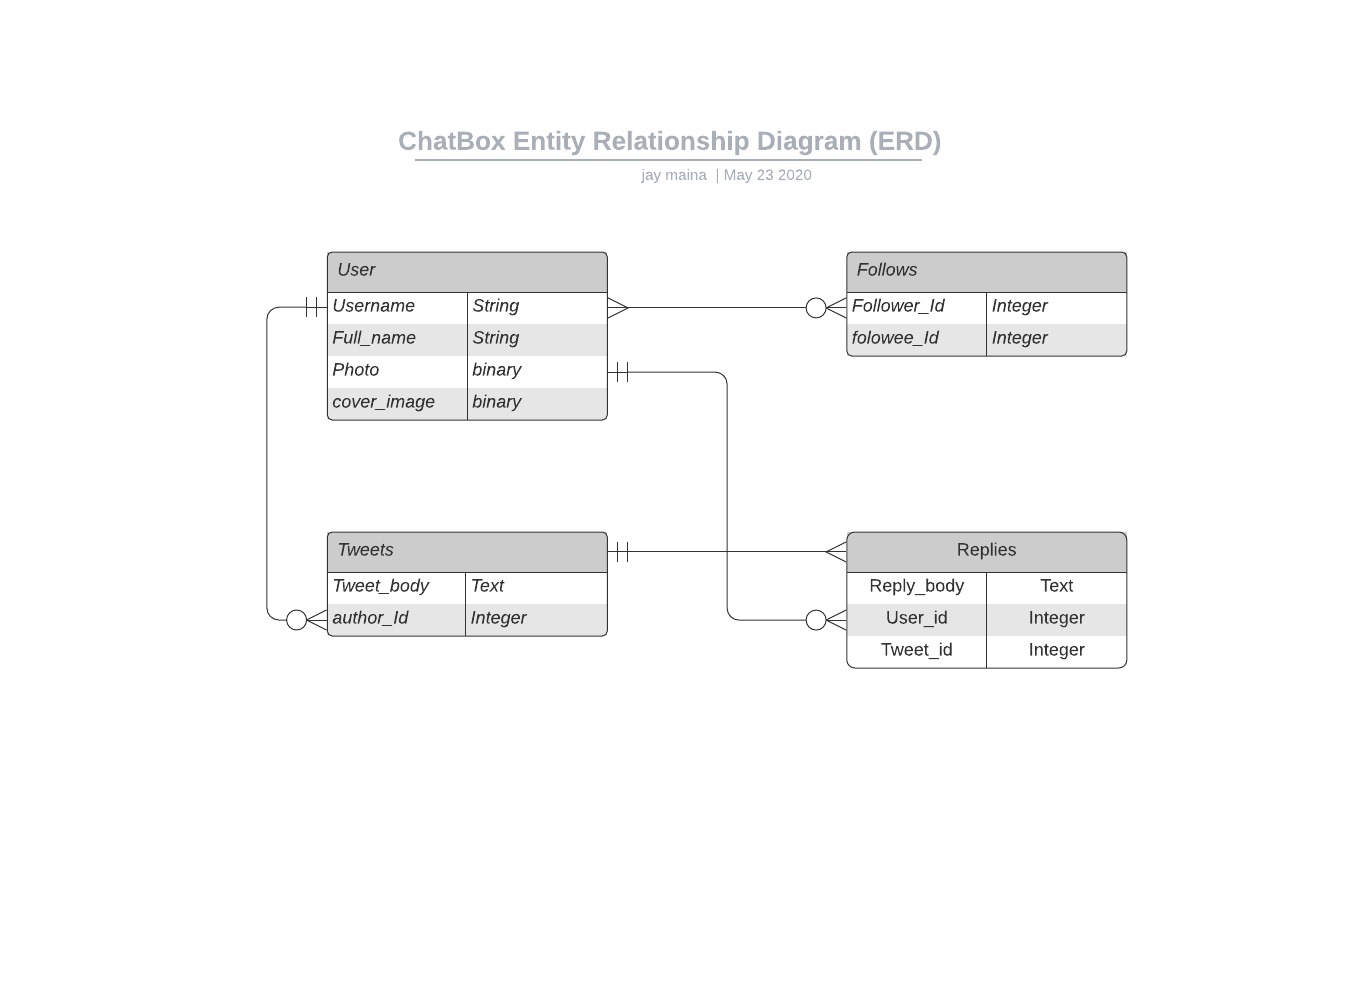 ChatBox Entity Relationship Diagram (ERD)
jay maina | May 23 2020
User
Username String
Full_name String
Photo binary
cover_image binary
Follows
Follower_Id Integer
folowee_Id Integer
Tweets
Tweet_body Text
author_Id Integer
Replies
Reply_body Text
User_id Integer
Tweet_id Integer